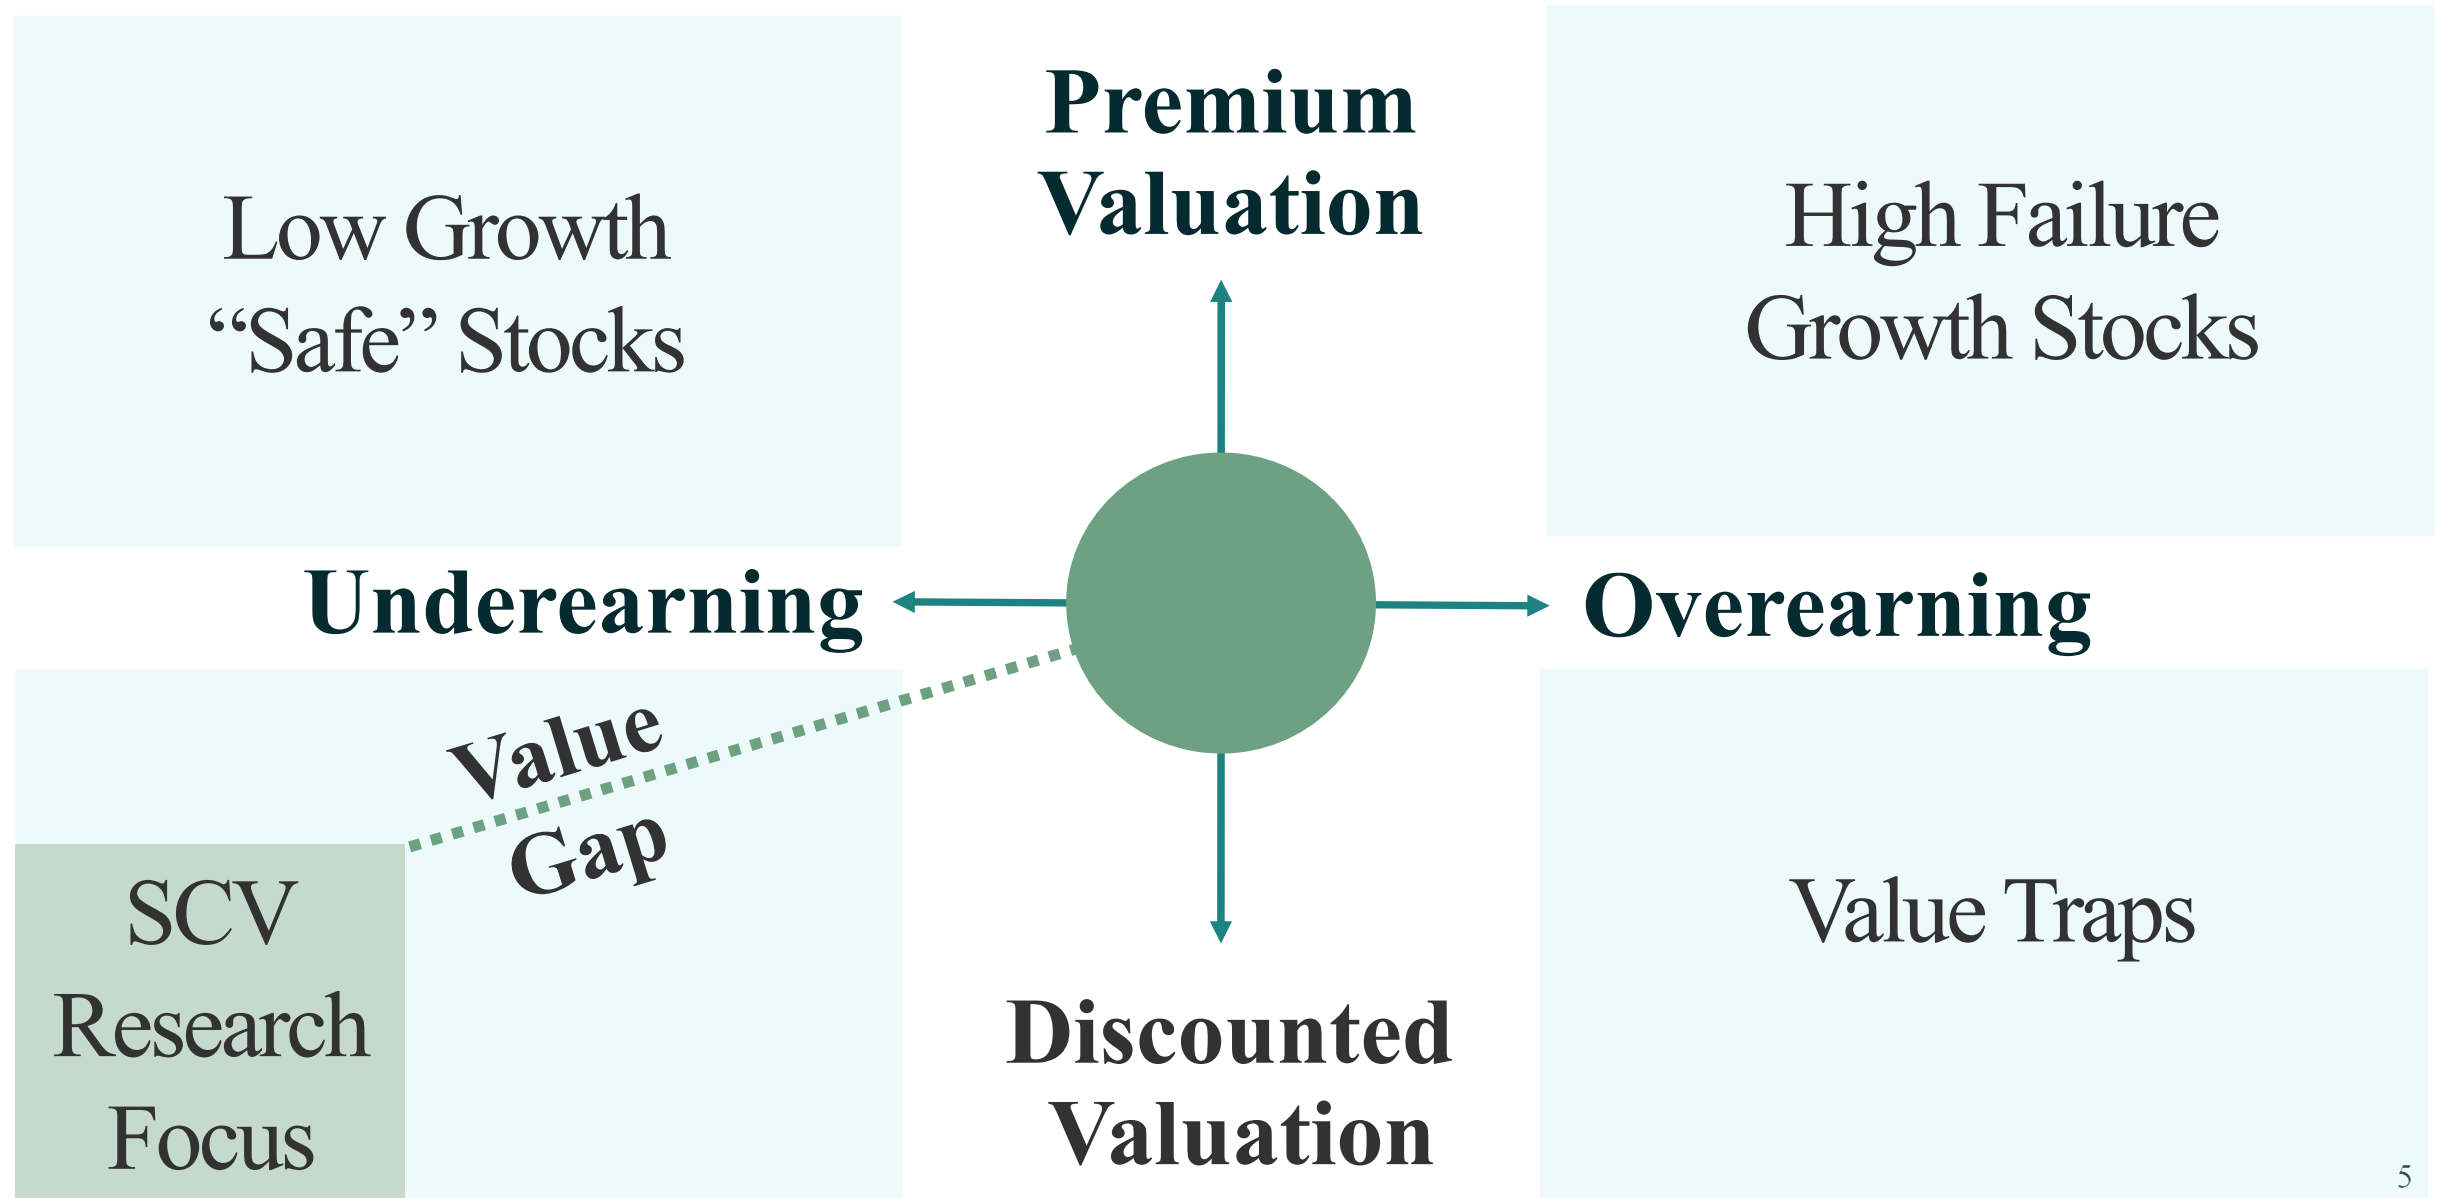 Premium
Valuation
Low Growth
“Safe” Stocks
High Failure
Growth Stocks
Underearning
Overearning
Value
Gap
SCV
Research
Focus
Value Traps
Discounted
Valuation
5